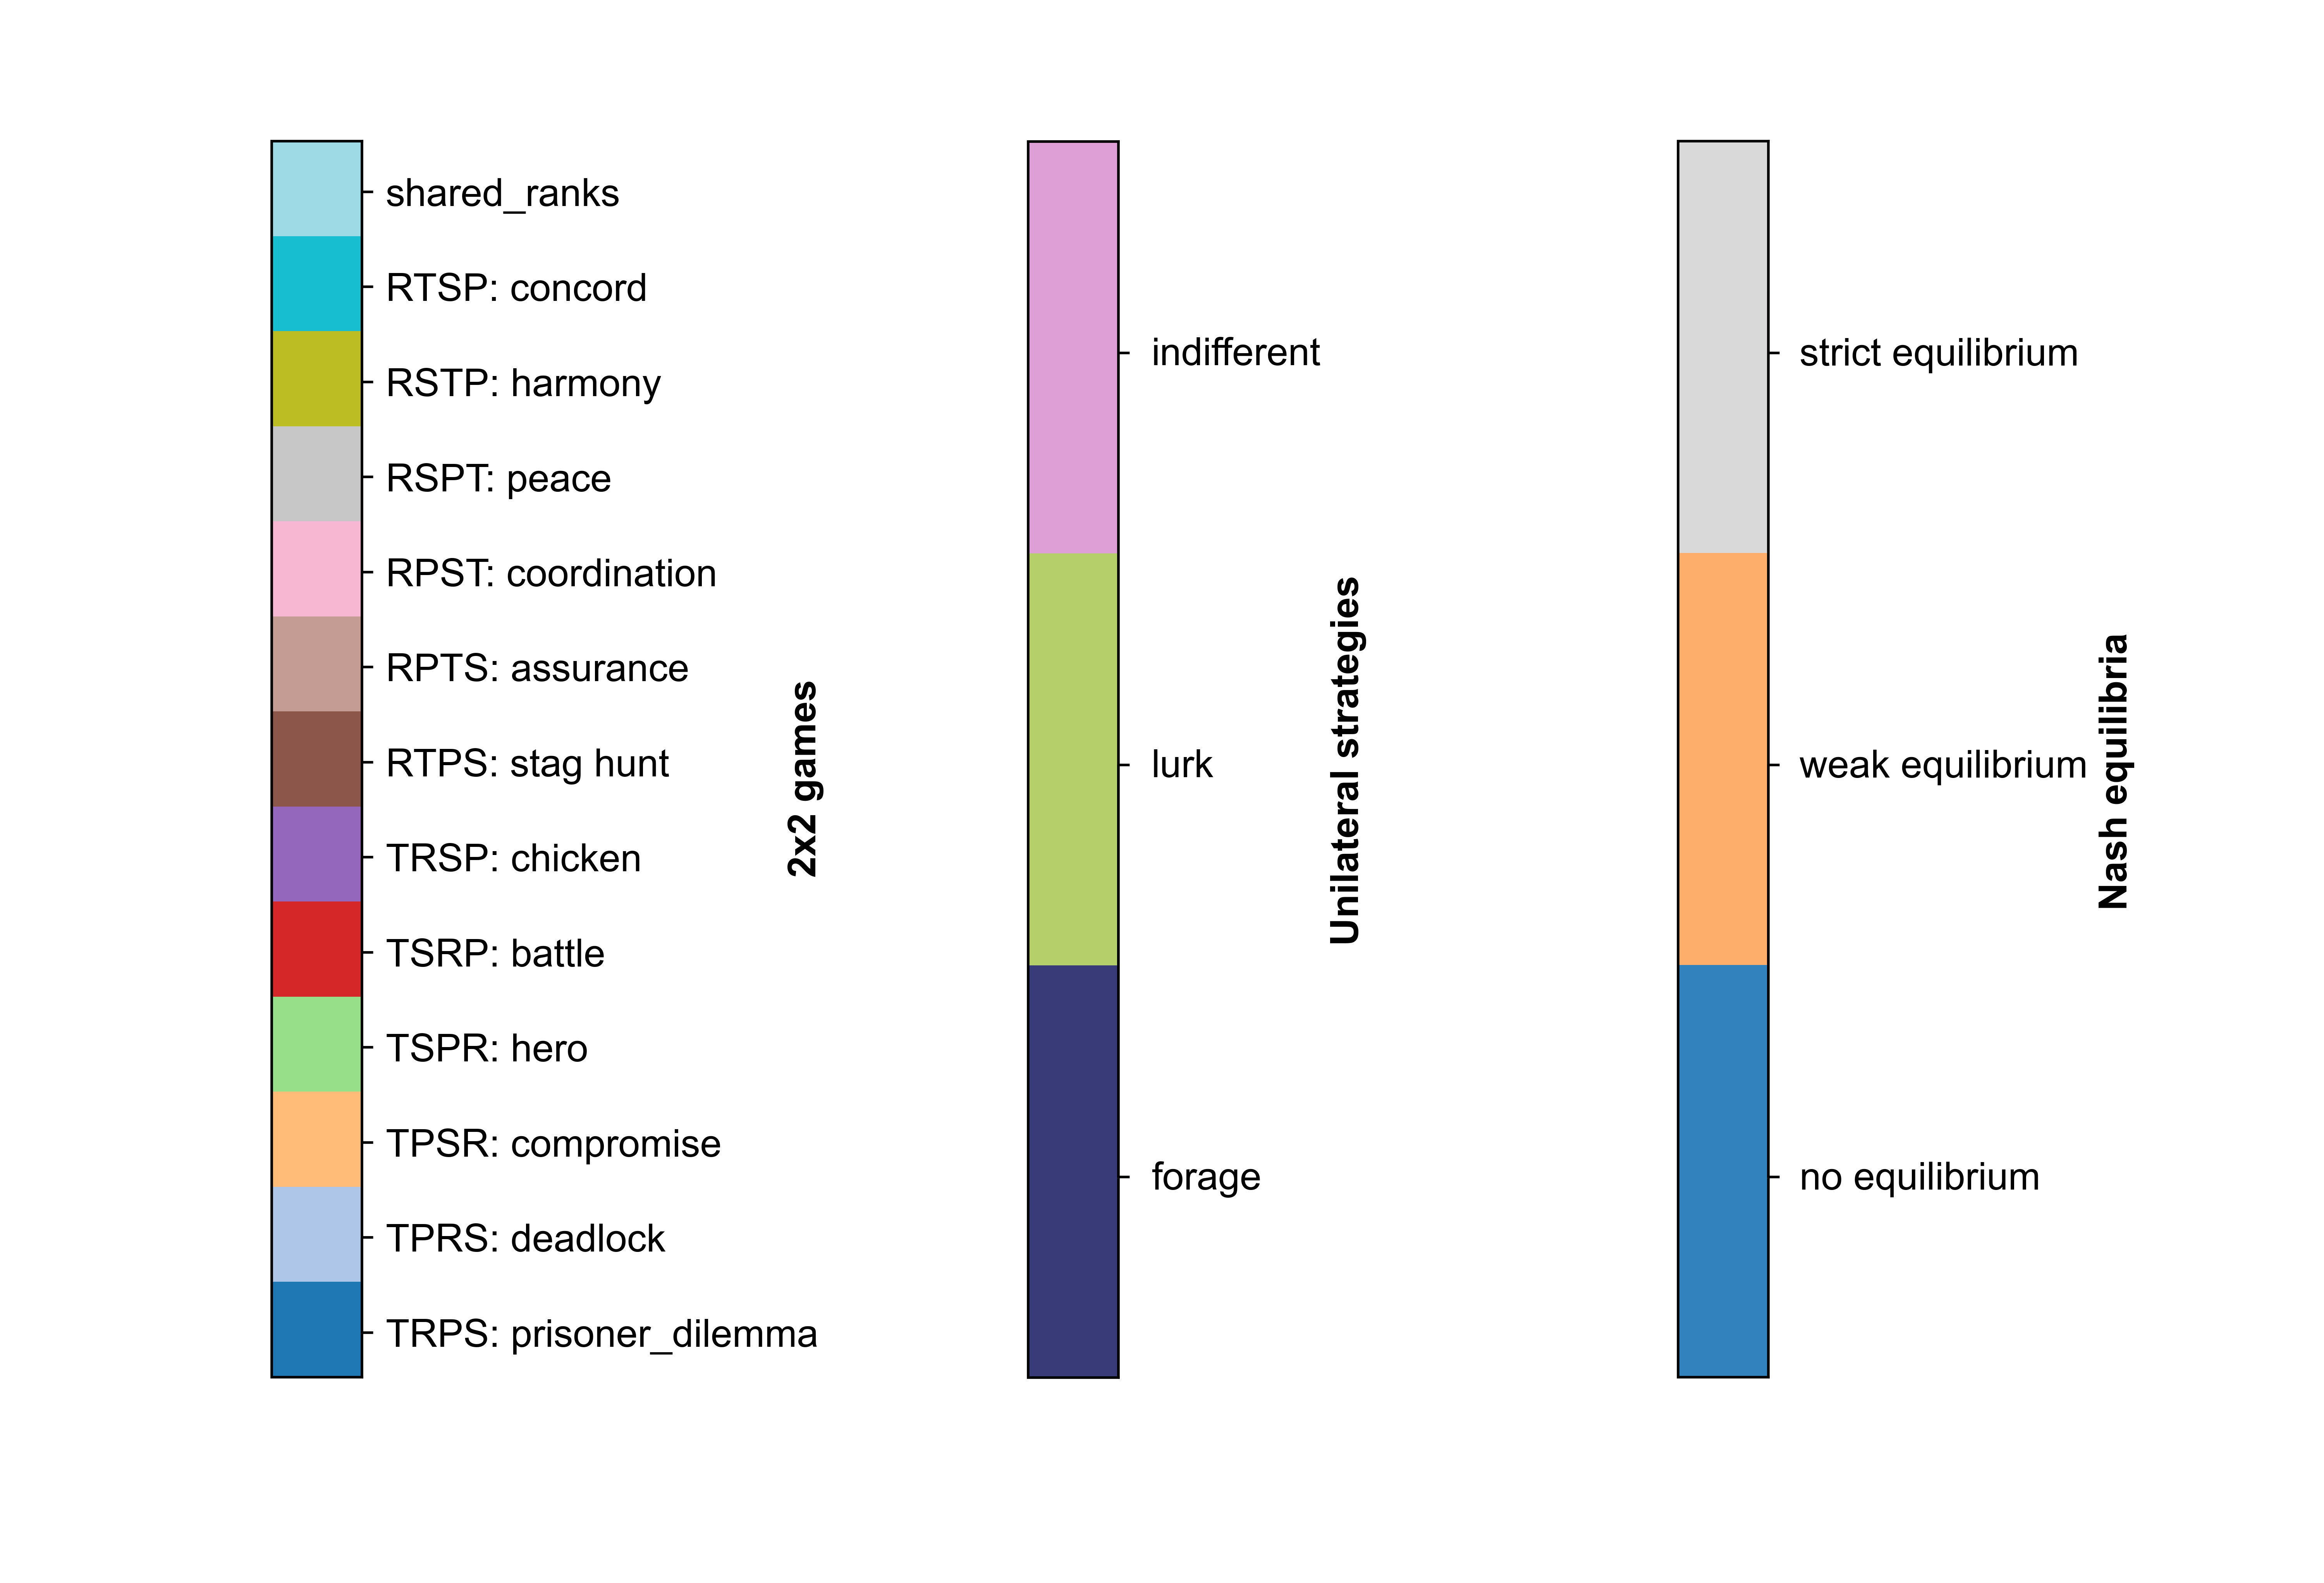 shared_ranks
RTSP: concord
RSTP: harmony
RSPT: peace
RPST: coordination
RPTS: assurance
RTPS: stag hunt
TRSP: chicken
TSRP: battle
TSPR: hero
TPSR: compromise
TPRS: deadlock
TRPS: prisoner_dilemma
2x2 games
indifferent
lurk
forage
Unilateral strategies
strict equilibrium
weak equilibrium
no equilibrium
Nash equilibria